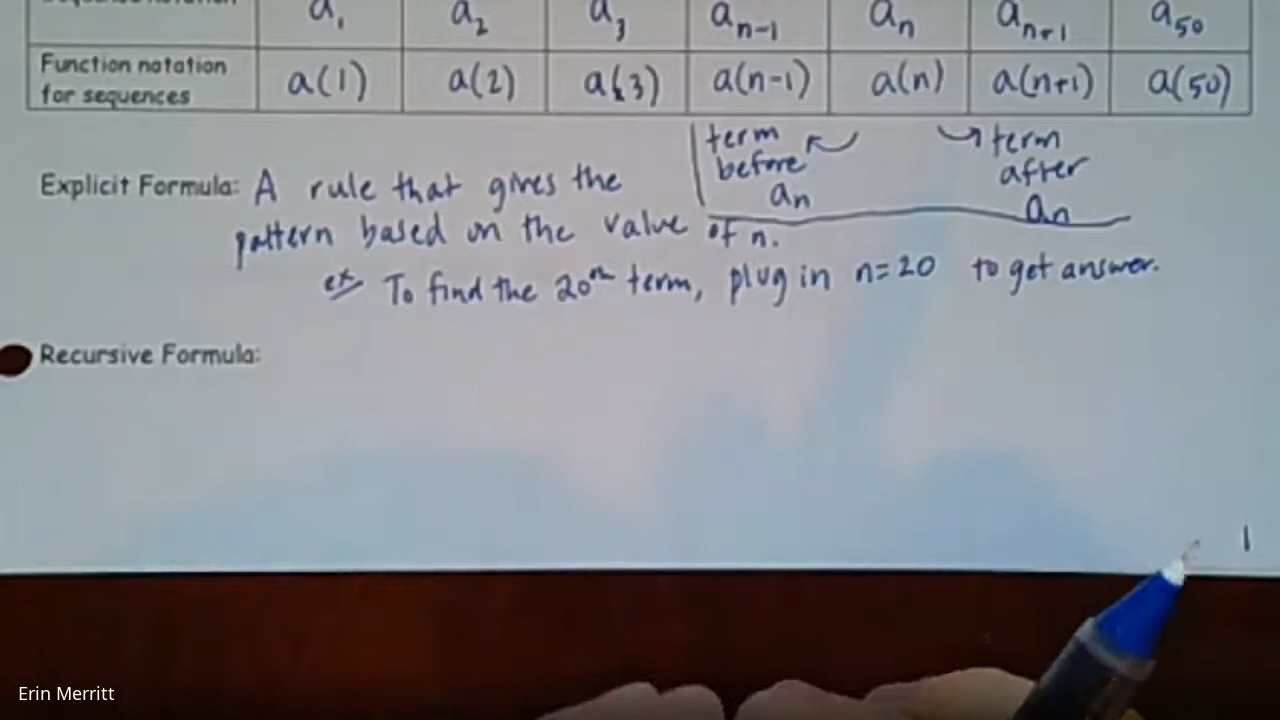 a₁ a₂ a₃ aₙ₋₁ aₙ aₙ₊₁ a₅₀
Function notation
for sequences
a(1) a(2) a(3) a(n-1) a(n) a(n+1) a(50)
term
before
aₙ
term
after
aₙ
Explicit Formula: A rule that gives the
pattern based on the value of n.
ex To find the 20th term, plug in n=20 to get answer.
Recursive Formula:
1
Erin Merritt